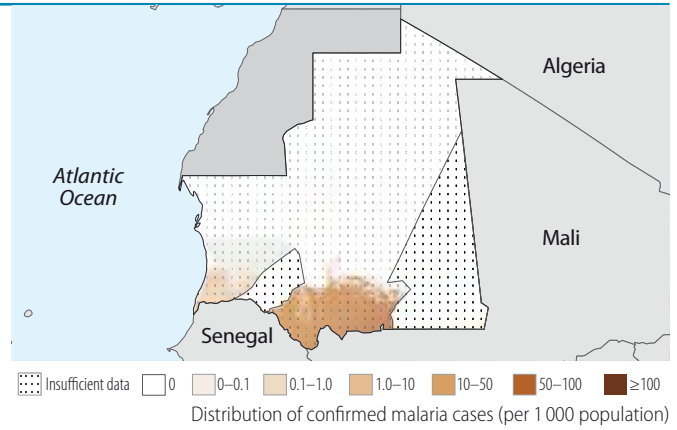 Algeria
Atlantic
Ocean
Mali
Senegal
Insufficient data 0 0–0.1 0.1–1.0 1.0–10 10–50 50–100 ≥100
Distribution of confirmed malaria cases (per 1 000 population)